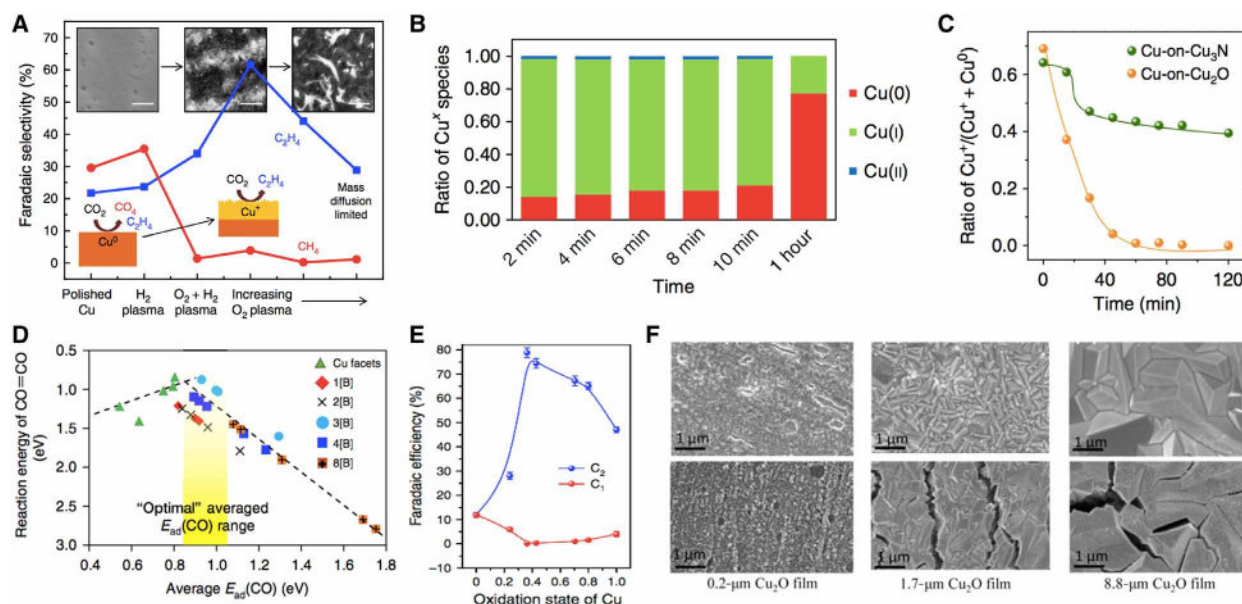 A
Faradaic selectivity (%)
70
60
50
40
30
20
10
0
C₂H₄
CO₂ C₂H₄
Cu⁺
CO₂ CO₄
C₂H₄
Cu⁰
Mass
diffusion
limited
CH₄
Polished
Cu
H₂
plasma
O₂ + H₂
plasma
Increasing
O₂ plasma
B
Ratio of Cuˣ species
1.00
0.80
0.60
0.40
0.20
0.00
2 min
4 min
6 min
8 min
10 min
1 hour
Time
Cu(0)
Cu(I)
Cu(II)
C
Ratio of Cu⁺/(Cu⁺ + Cu⁰)
0.8
0.4
0.0
Cu-on-Cu₃N
Cu-on-Cu₂O
0 40 80 120
Time (min)
D
Reaction energy of CO=CO
(eV)
0.5
1.0
1.5
2.0
2.5
3.0
Cu facets
1[B]
2[B]
3[B]
4[B]
8[B]
"Optimal" averaged
Ead(CO) range
0.4 0.6 0.8 1.0 1.2 1.4 1.6 1.8
Average Ead(CO) (eV)
E
Faradaic efficiency (%)
80
70
60
50
40
30
20
10
0
−10
C₂
C₁
0 0.2 0.4 0.6 0.8 1.0
Oxidation state of Cu
F
1 μm
1 μm
1 μm
1 μm
1 μm
1 μm
0.2-μm Cu₂O film
1.7-μm Cu₂O film
8.8-μm Cu₂O film